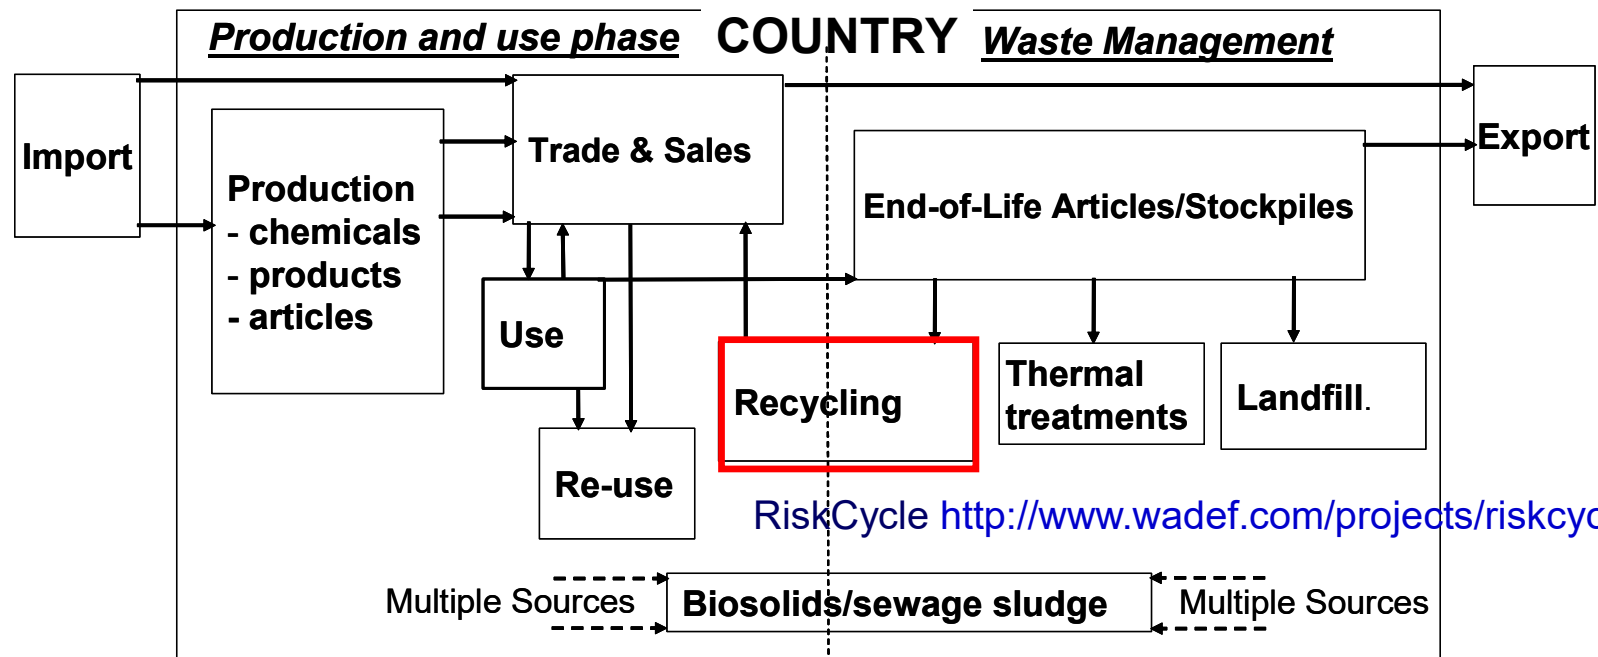 Production and use phase
COUNTRY
Waste Management
Import
Production
- chemicals
- products
- articles
Trade & Sales
Export
End-of-Life Articles/Stockpiles
Use
Recycling
Thermal
treatments
Landfill.
Re-use
RiskCycle http://www.wadef.com/projects/riskcyc
Multiple Sources
Biosolids/sewage sludge
Multiple Sources